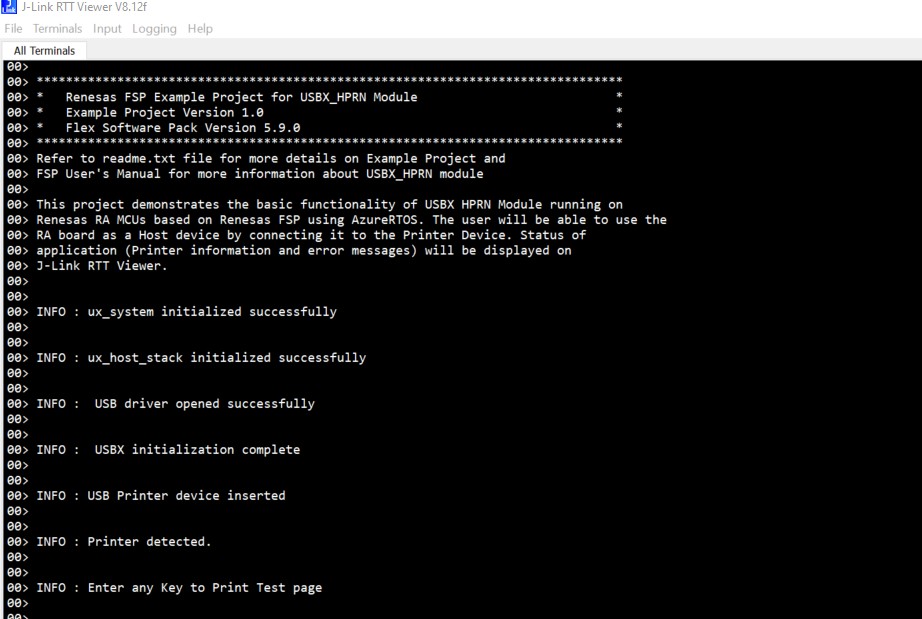 J-Link RTT Viewer V8.12f
File Terminals Input Logging Help
All Terminals
00>
00> ********************************************************************************
00> *   Renesas FSP Example Project for USBX_HPRN Module                           *
00> *   Example Project Version 1.0                                                *
00> *   Flex Software Pack Version 5.9.0                                           *
00> ********************************************************************************
00> Refer to readme.txt file for more details on Example Project and
00> FSP User's Manual for more information about USBX_HPRN module
00>
00> This project demonstrates the basic functionality of USBX HPRN Module running on
00> Renesas RA MCUs based on Renesas FSP using AzureRTOS. The user will be able to use the
00> RA board as a Host device by connecting it to the Printer Device. Status of
00> application (Printer information and error messages) will be displayed on
00> J-Link RTT Viewer.
00>
00>
00> INFO : ux_system initialized successfully
00>
00>
00> INFO : ux_host_stack initialized successfully
00>
00>
00> INFO :  USB driver opened successfully
00>
00>
00> INFO :  USBX initialization complete
00>
00>
00> INFO : USB Printer device inserted
00>
00>
00> INFO : Printer detected.
00>
00>
00> INFO : Enter any Key to Print Test page
00>
00>